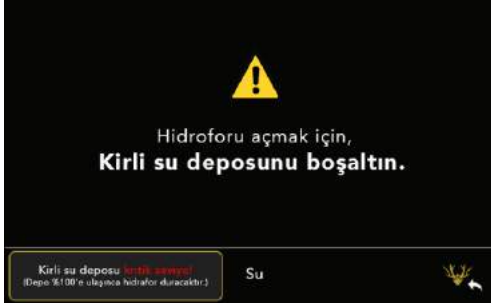 Hidroforu açmak için,
Kirli su deposunu boşaltın.
Kirli su deposu kritik seviye!
(Depo %100'e ulaşınca hidrafor duracaktır.)
Su